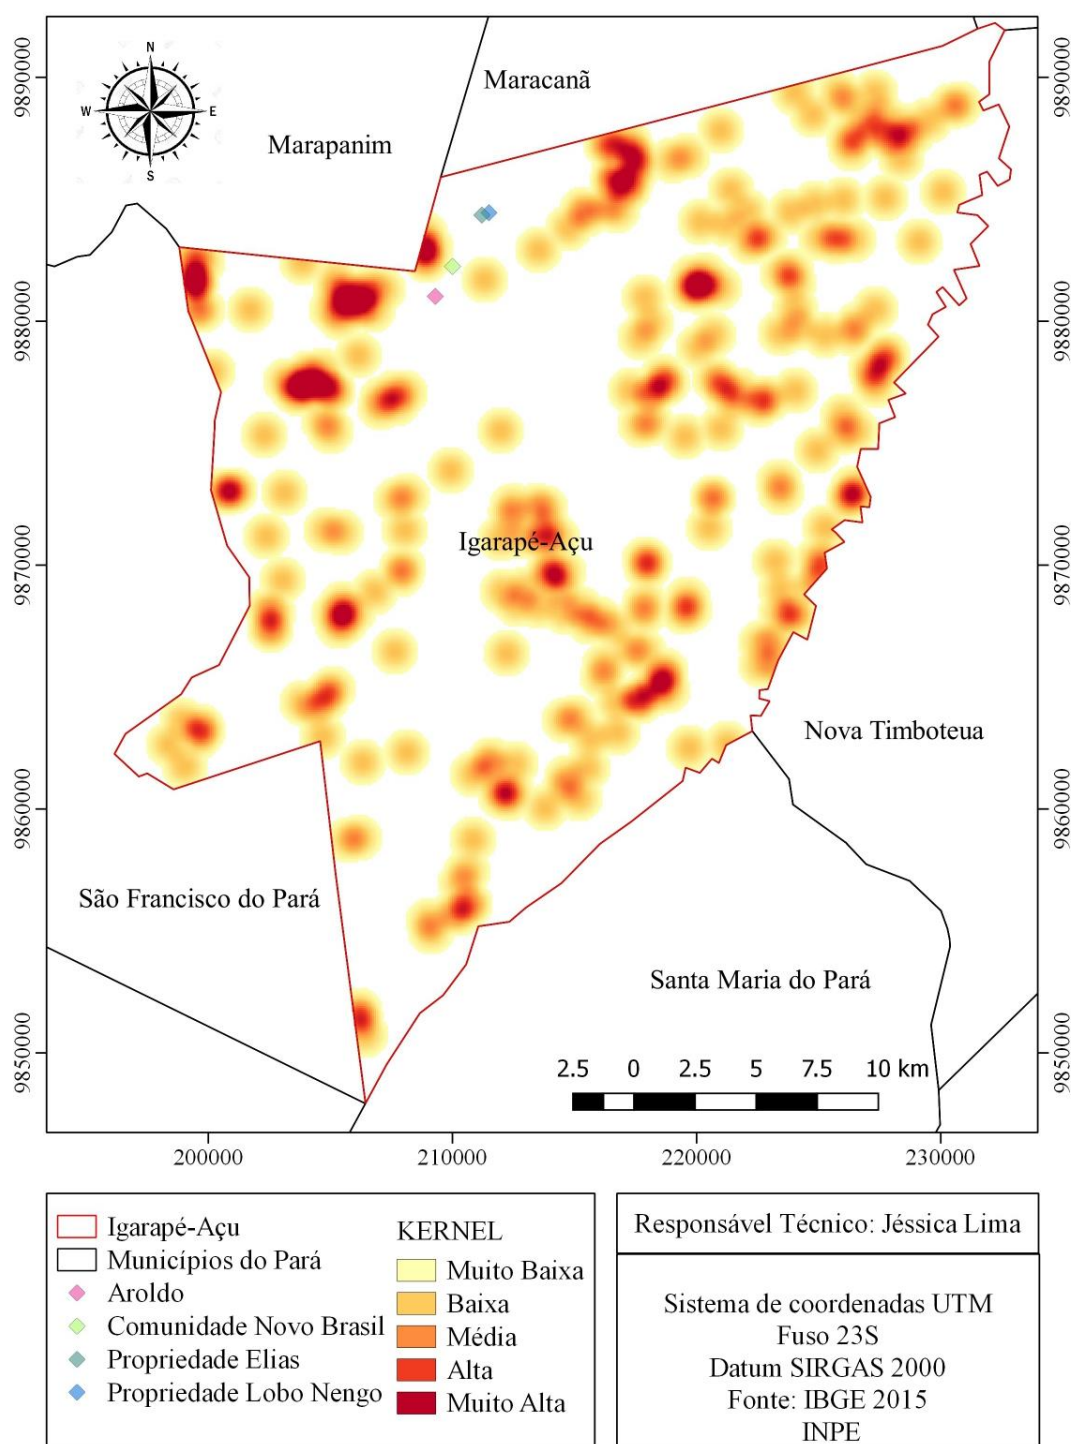 N
W
E
S
Maracanã
Marapanim
Igarapé-Açu
Nova Timboteua
São Francisco do Pará
Santa Maria do Pará
9890000
9880000
9870000
9860000
9850000
9890000
9880000
9870000
9860000
9850000
2.5 0 2.5 5 7.5 10 km
200000 210000 220000 230000
Igarapé-Açu
Municípios do Pará
Aroldo
Comunidade Novo Brasil
Propriedade Elias
Propriedade Lobo Nengo
KERNEL
Muito Baixa
Baixa
Média
Alta
Muito Alta
Responsável Técnico: Jéssica Lima
Sistema de coordenadas UTM
Fuso 23S
Datum SIRGAS 2000
Fonte: IBGE 2015
INPE